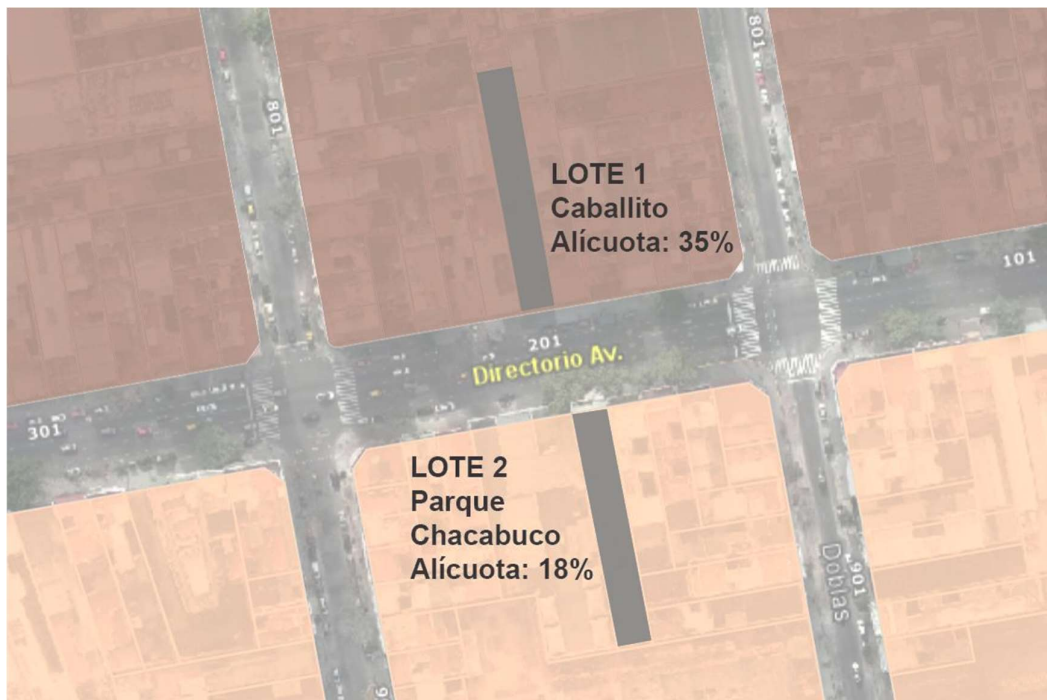 801
801
LOTE 1
Caballito
Alícuota: 35%
101
201
Directorio Av.
301
LOTE 2
Parque
Chacabuco
Alícuota: 18%
Doblas
901